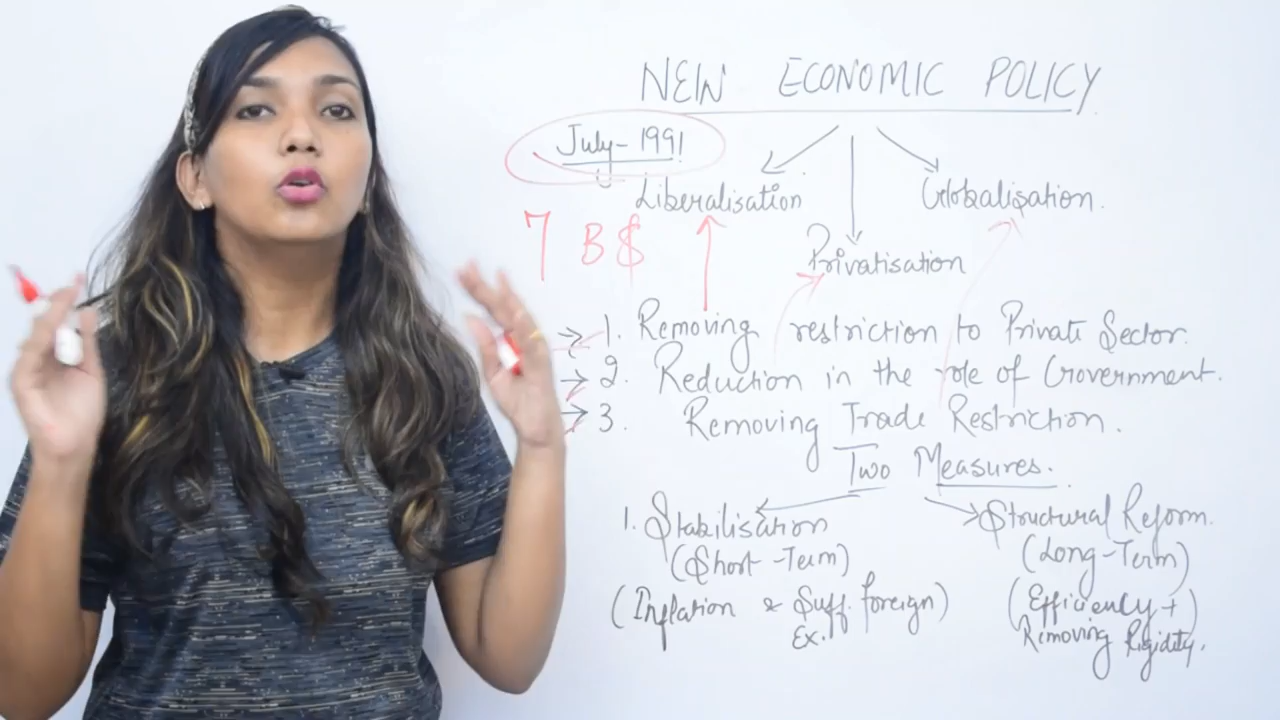 NEW ECONOMIC POLICY
July-1991
Liberalisation
Globalisation.
7 B$
Privatisation
1. Removing restriction to Private Sector.
2. Reduction in the role of Government.
3. Removing Trade Restriction.
Two Measures.
1. Stabilisation
Structural Reform.
(Short-Term)
(Long-Term)
(Inflation & Suff. foreign)
Ex.
(Efficiency +)
Removing Rigidity.